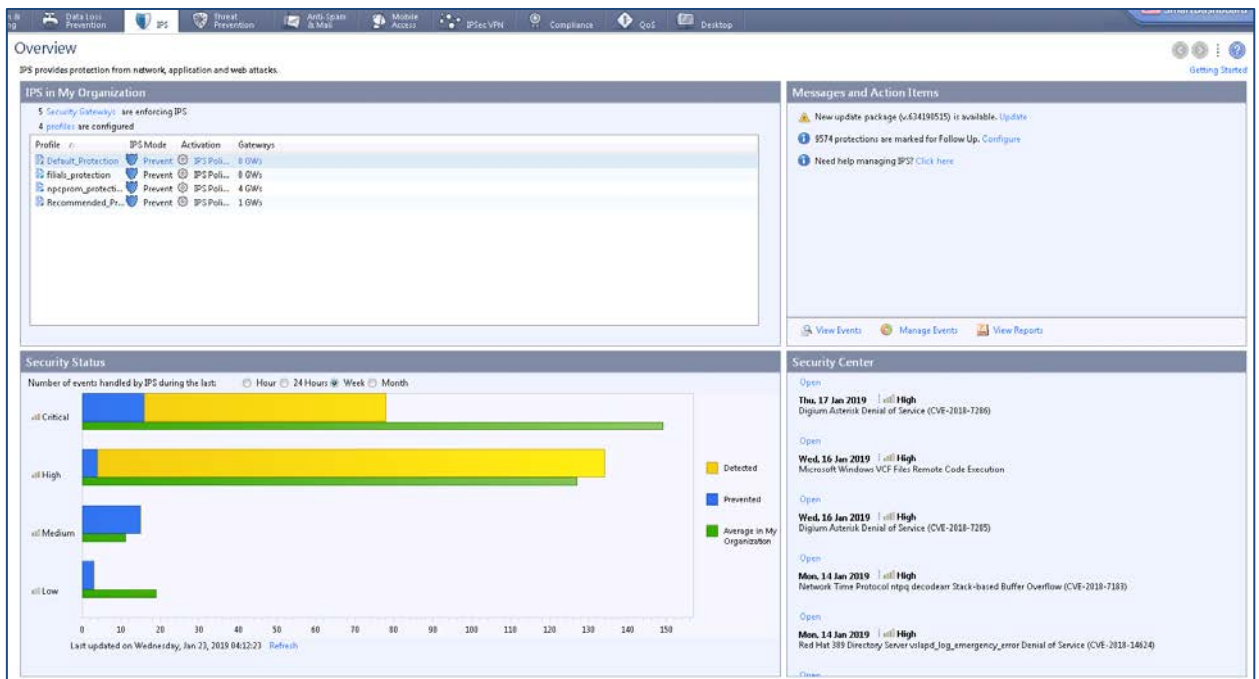 Data Loss
Prevention
IPS
Threat
Prevention
Anti-Spam
& Mail
Mobile
Access
IPSec VPN
Compliance
QoS
Desktop
SmartDashboard
Overview
IPS provides protection from network, application and web attacks.
Getting Started
IPS in My Organization
5 Security Gateways are enforcing IPS
4 profiles are configured
Profile IPS Mode Activation Gateways
Default_Protection Prevent IPS Poli... 0 GWs
filials_protection Prevent IPS Poli... 0 GWs
npcprom_protecti... Prevent IPS Poli... 4 GWs
Recommended_Pr... Prevent IPS Poli... 1 GWs
Messages and Action Items
New update package (v.634190515) is available. Update
9574 protections are marked for Follow Up. Configure
Need help managing IPS? Click here
View Events Manage Events View Reports
Security Status
Number of events handled by IPS during the last: Hour 24 Hours Week Month
Critical
High
Medium
Low
0 10 20 30 40 50 60 70 80 90 100 110 120 130 140 150
Detected
Prevented
Average in My
Organization
Last updated on Wednesday, Jan 23, 2019 04:12:23 Refresh
Security Center
Open
Thu, 17 Jan 2019 High
Digium Asterisk Denial of Service (CVE-2018-7286)
Open
Wed, 16 Jan 2019 High
Microsoft Windows VCF Files Remote Code Execution
Open
Wed, 16 Jan 2019 High
Digium Asterisk Denial of Service (CVE-2018-7285)
Open
Mon, 14 Jan 2019 High
Network Time Protocol ntpq decodearr Stack-based Buffer Overflow (CVE-2018-7183)
Open
Mon, 14 Jan 2019 High
Red Hat 389 Directory Server vslapd_log_emergency_error Denial of Service (CVE-2018-14624)
Open